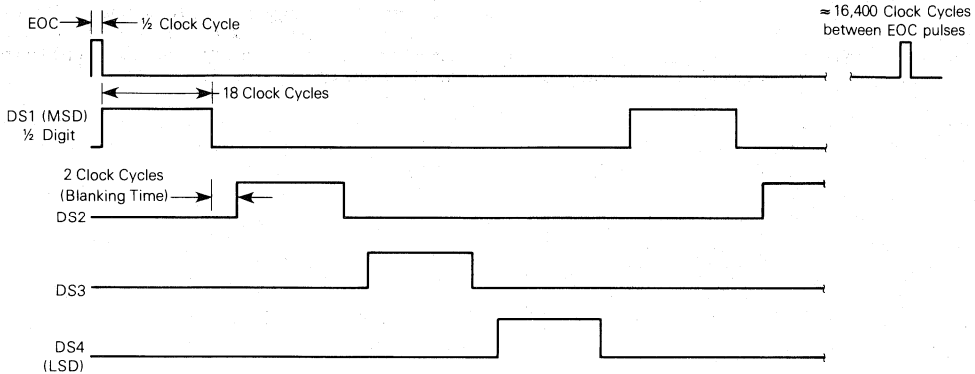 EOC
½ Clock Cycle
≈ 16,400 Clock Cycles
between EOC pulses
18 Clock Cycles
DS1 (MSD)
½ Digit
2 Clock Cycles
(Blanking Time)
DS2
DS3
DS4
(LSD)